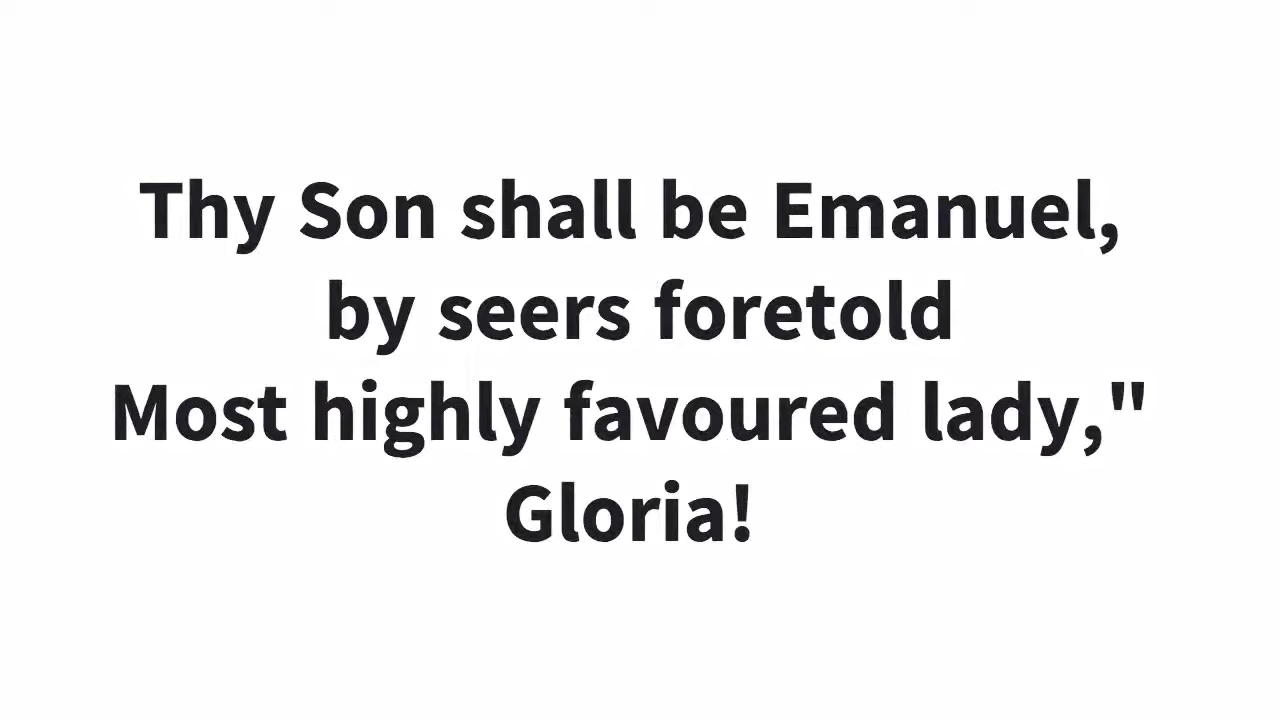 Thy Son shall be Emanuel,
by seers foretold
Most highly favoured lady,"
Gloria!